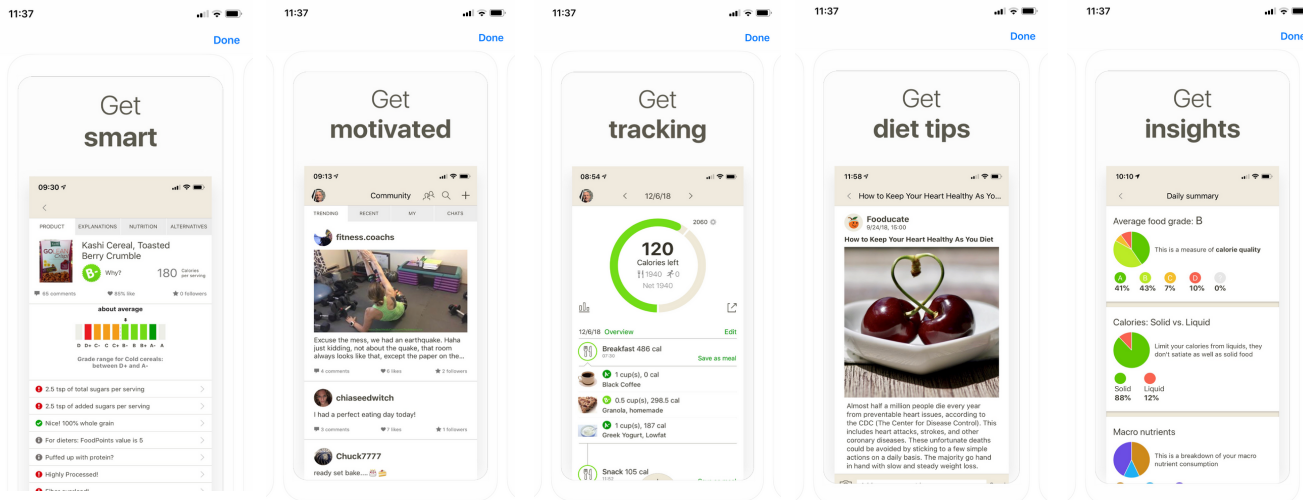 11:37
Done
Get
smart
09:30
PRODUCT EXPLANATIONS NUTRITION ALTERNATIVES
Kashi Cereal, Toasted
Berry Crumble
B- Why? 180 Calories
per serving
66 comments 85% like 0 followers
about average
D D+ C- C C+ B- B B+ A- A
Grade range for Cold cereals:
between D+ and A-
2.5 tsp of total sugars per serving
2.5 tsp of added sugars per serving
Nice! 100% whole grain
For dieters: FoodPoints value is 5
Puffed up with protein?
Highly Processed!
11:37
Done
Get
motivated
09:13
Community
TRENDING RECENT MY CHATS
fitness.coachs
Excuse the mess, we had an earthquake. Haha
just kidding, not about the quake, that room
always looks like that, except the paper on the...
4 comments 6 likes 2 followers
chiaseedwitch
I had a perfect eating day today!
3 comments 7 likes 1 followers
Chuck7777
ready set bake....
11:37
Done
Get
tracking
08:54
12/6/18
2060
120
Calories left
1940 0
Net 1940
12/6/18 Overview Edit
Breakfast 486 cal
07:30
Save as meal
1 cup(s), 0 cal
Black Coffee
0.5 cup(s), 298.5 cal
Granola, homemade
1 cup(s), 187 cal
Greek Yogurt, Lowfat
Snack 105 cal
11:52
11:37
Done
Get
diet tips
11:58
How to Keep Your Heart Healthy As Yo...
Fooducate
9/24/18, 15:00
How to Keep Your Heart Healthy As You Diet
Almost half a million people die every year
from preventable heart issues, according to
the CDC (The Center for Disease Control). This
includes heart attacks, strokes, and other
coronary diseases. These unfortunate deaths
could be avoided by sticking to a few simple
actions on a daily basis. The majority go hand
in hand with slow and steady weight loss.
11:37
Done
Get
insights
10:10
Daily summary
Average food grade: B
This is a measure of calorie quality
A B C D
41% 43% 7% 10% 0%
Calories: Solid vs. Liquid
Limit your calories from liquids, they
don't satiate as well as solid food
Solid Liquid
88% 12%
Macro nutrients
This is a breakdown of your macro
nutrient consumption